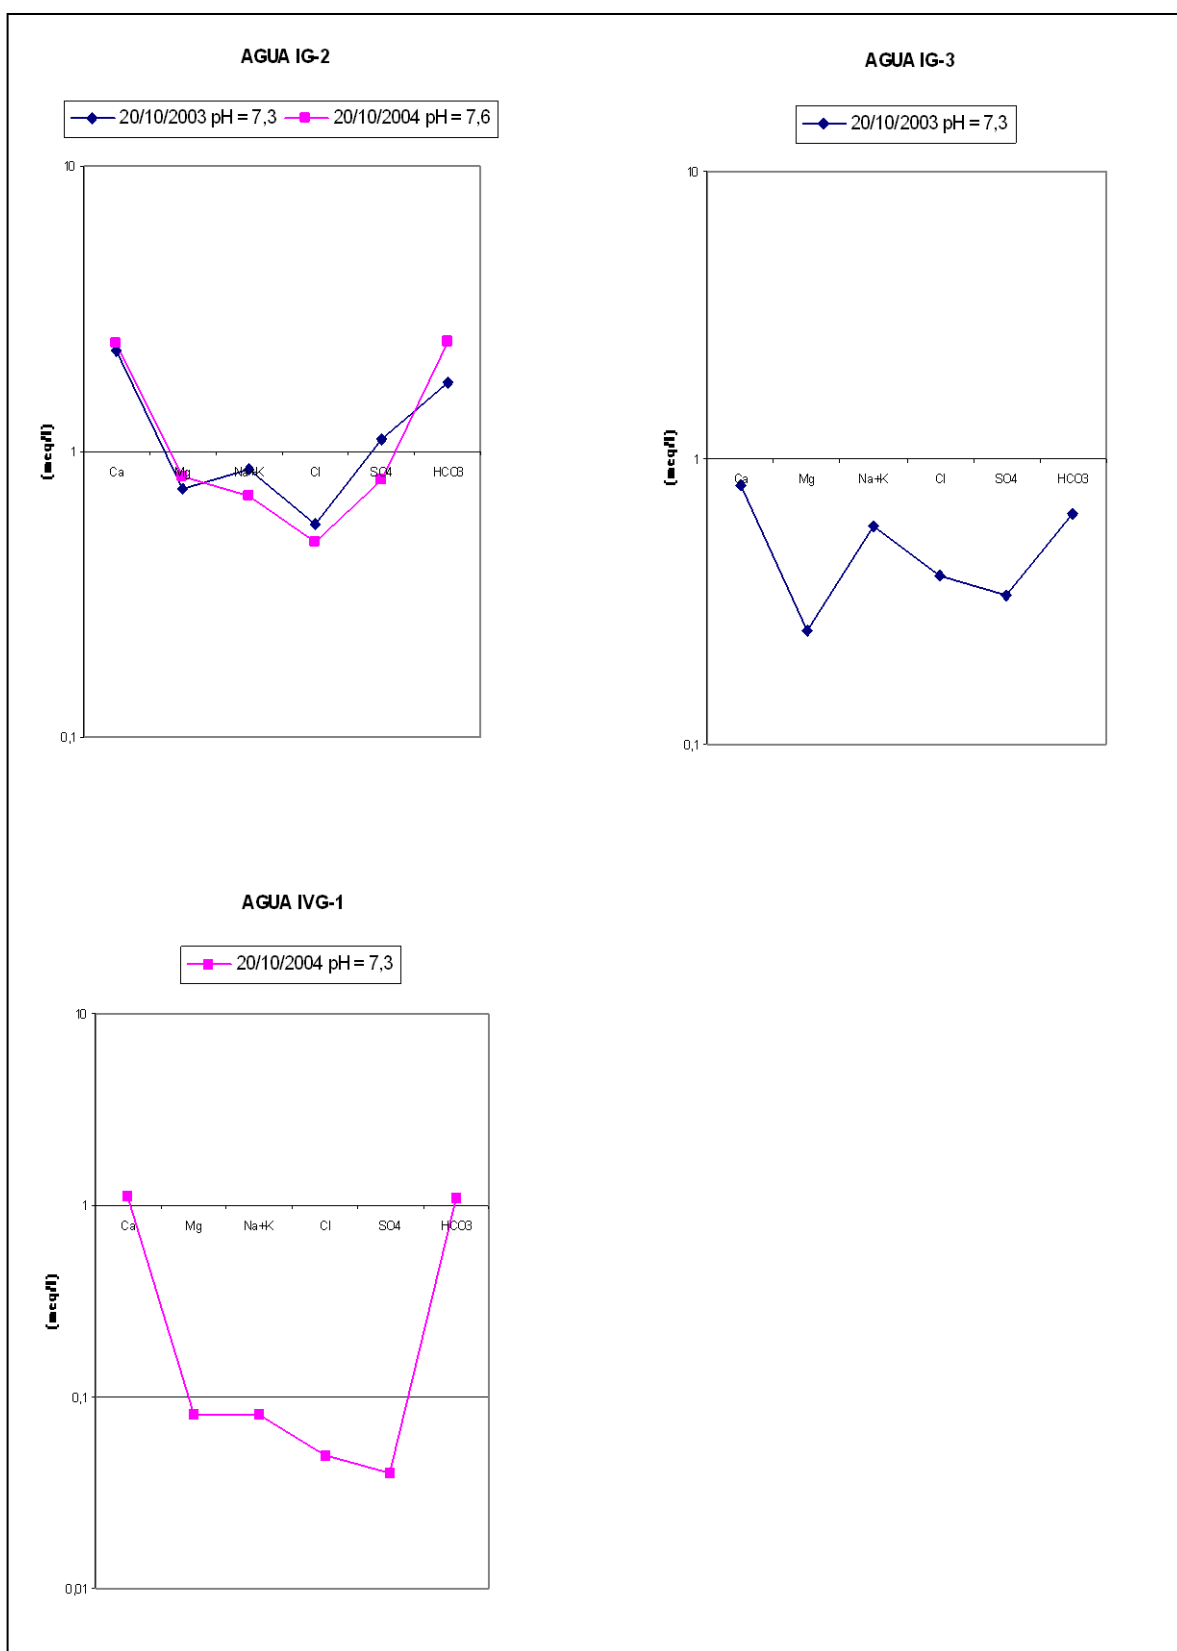 AGUA IG-2
20/10/2003 pH = 7,3 20/10/2004 pH = 7,6
10
1
0,1
(meq/l)
Ca Mg Na+K Cl SO4 HCO3
AGUA IG-3
20/10/2003 pH = 7,3
10
1
0,1
(meq/l)
Ca Mg Na+K Cl SO4 HCO3
AGUA IVG-1
20/10/2004 pH = 7,3
10
1
0,1
0,01
(meq/l)
Ca Mg Na+K Cl SO4 HCO3